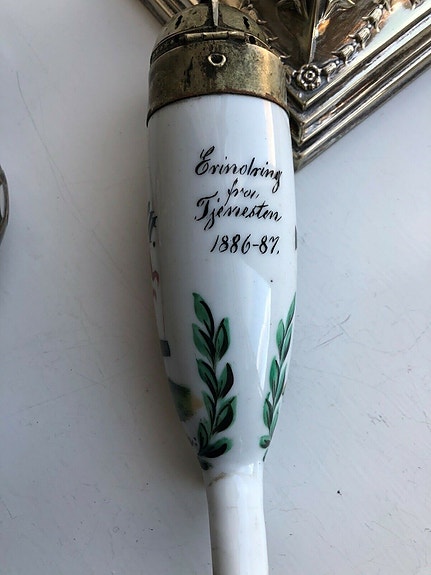 Erindring
fra
Tjenesten
1886-87.